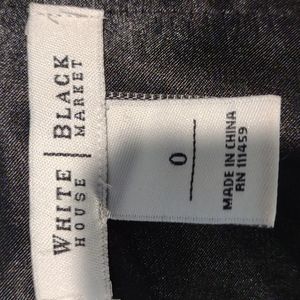 WHITE | BLACK
HOUSE | MARKET
0
MADE IN CHINA
RN 111459